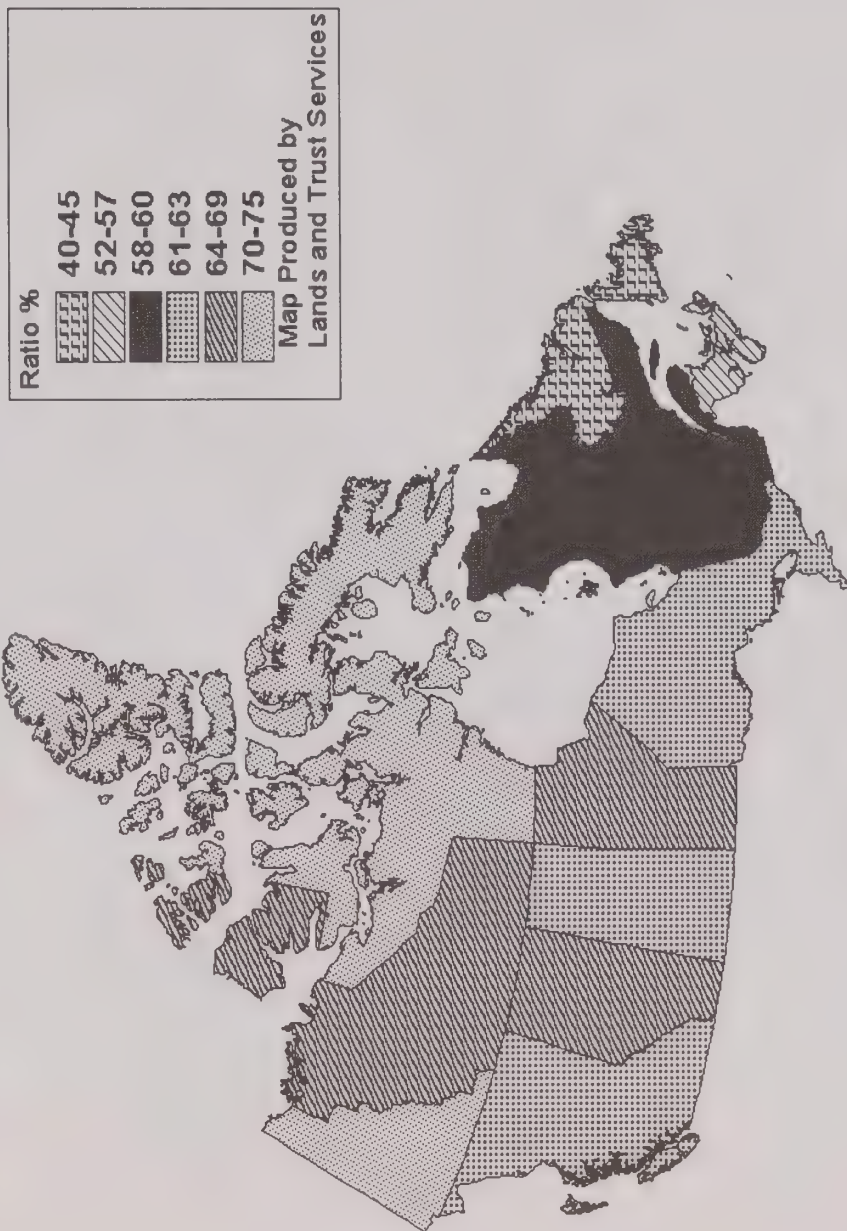 Ratio %
40-45
52-57
58-60
61-63
64-69
70-75
Map Produced by
Lands and Trust Services